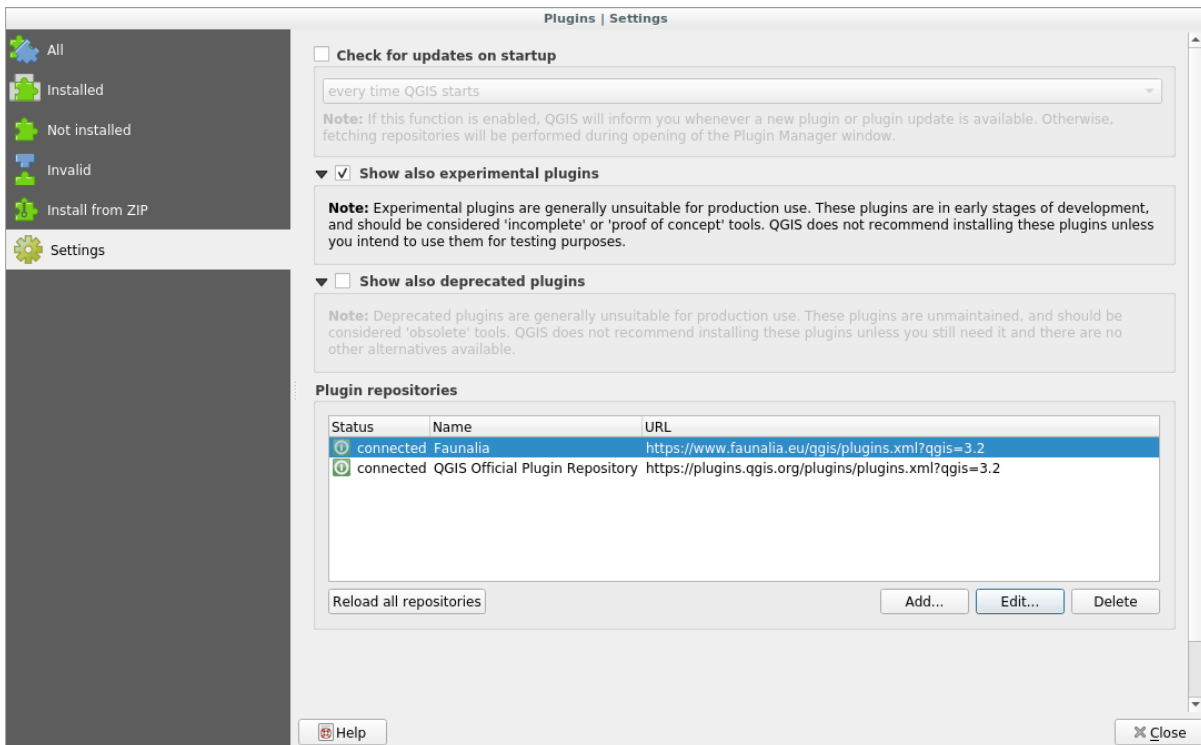 Plugins | Settings
All
Installed
Not installed
Invalid
Install from ZIP
Settings
Check for updates on startup
every time QGIS starts
Note: If this function is enabled, QGIS will inform you whenever a new plugin or plugin update is available. Otherwise,
fetching repositories will be performed during opening of the Plugin Manager window.
Show also experimental plugins
Note: Experimental plugins are generally unsuitable for production use. These plugins are in early stages of development,
and should be considered 'incomplete' or 'proof of concept' tools. QGIS does not recommend installing these plugins unless
you intend to use them for testing purposes.
Show also deprecated plugins
Note: Deprecated plugins are generally unsuitable for production use. These plugins are unmaintained, and should be
considered 'obsolete' tools. QGIS does not recommend installing these plugins unless you still need it and there are no
other alternatives available.
Plugin repositories
Status Name URL
connected Faunalia https://www.faunalia.eu/qgis/plugins.xml?qgis=3.2
connected QGIS Official Plugin Repository https://plugins.qgis.org/plugins/plugins.xml?qgis=3.2
Reload all repositories Add... Edit... Delete
Help Close